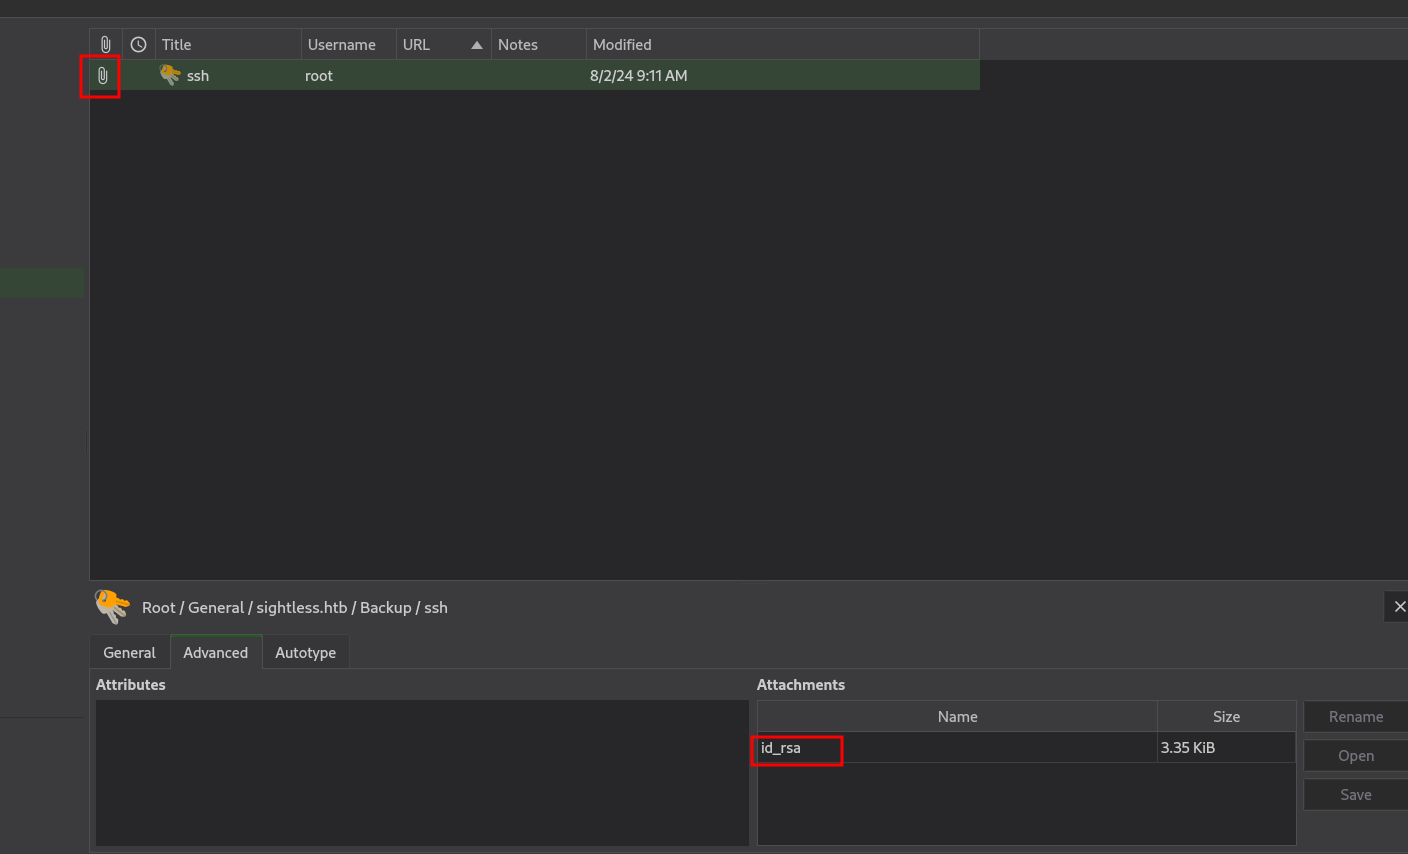 Title Username URL Notes Modified
ssh root 8/2/24 9:11 AM
Root / General / sightless.htb / Backup / ssh
General Advanced Autotype
Attributes Attachments
Name Size Rename
id_rsa 3.35 KiB
Open
Save